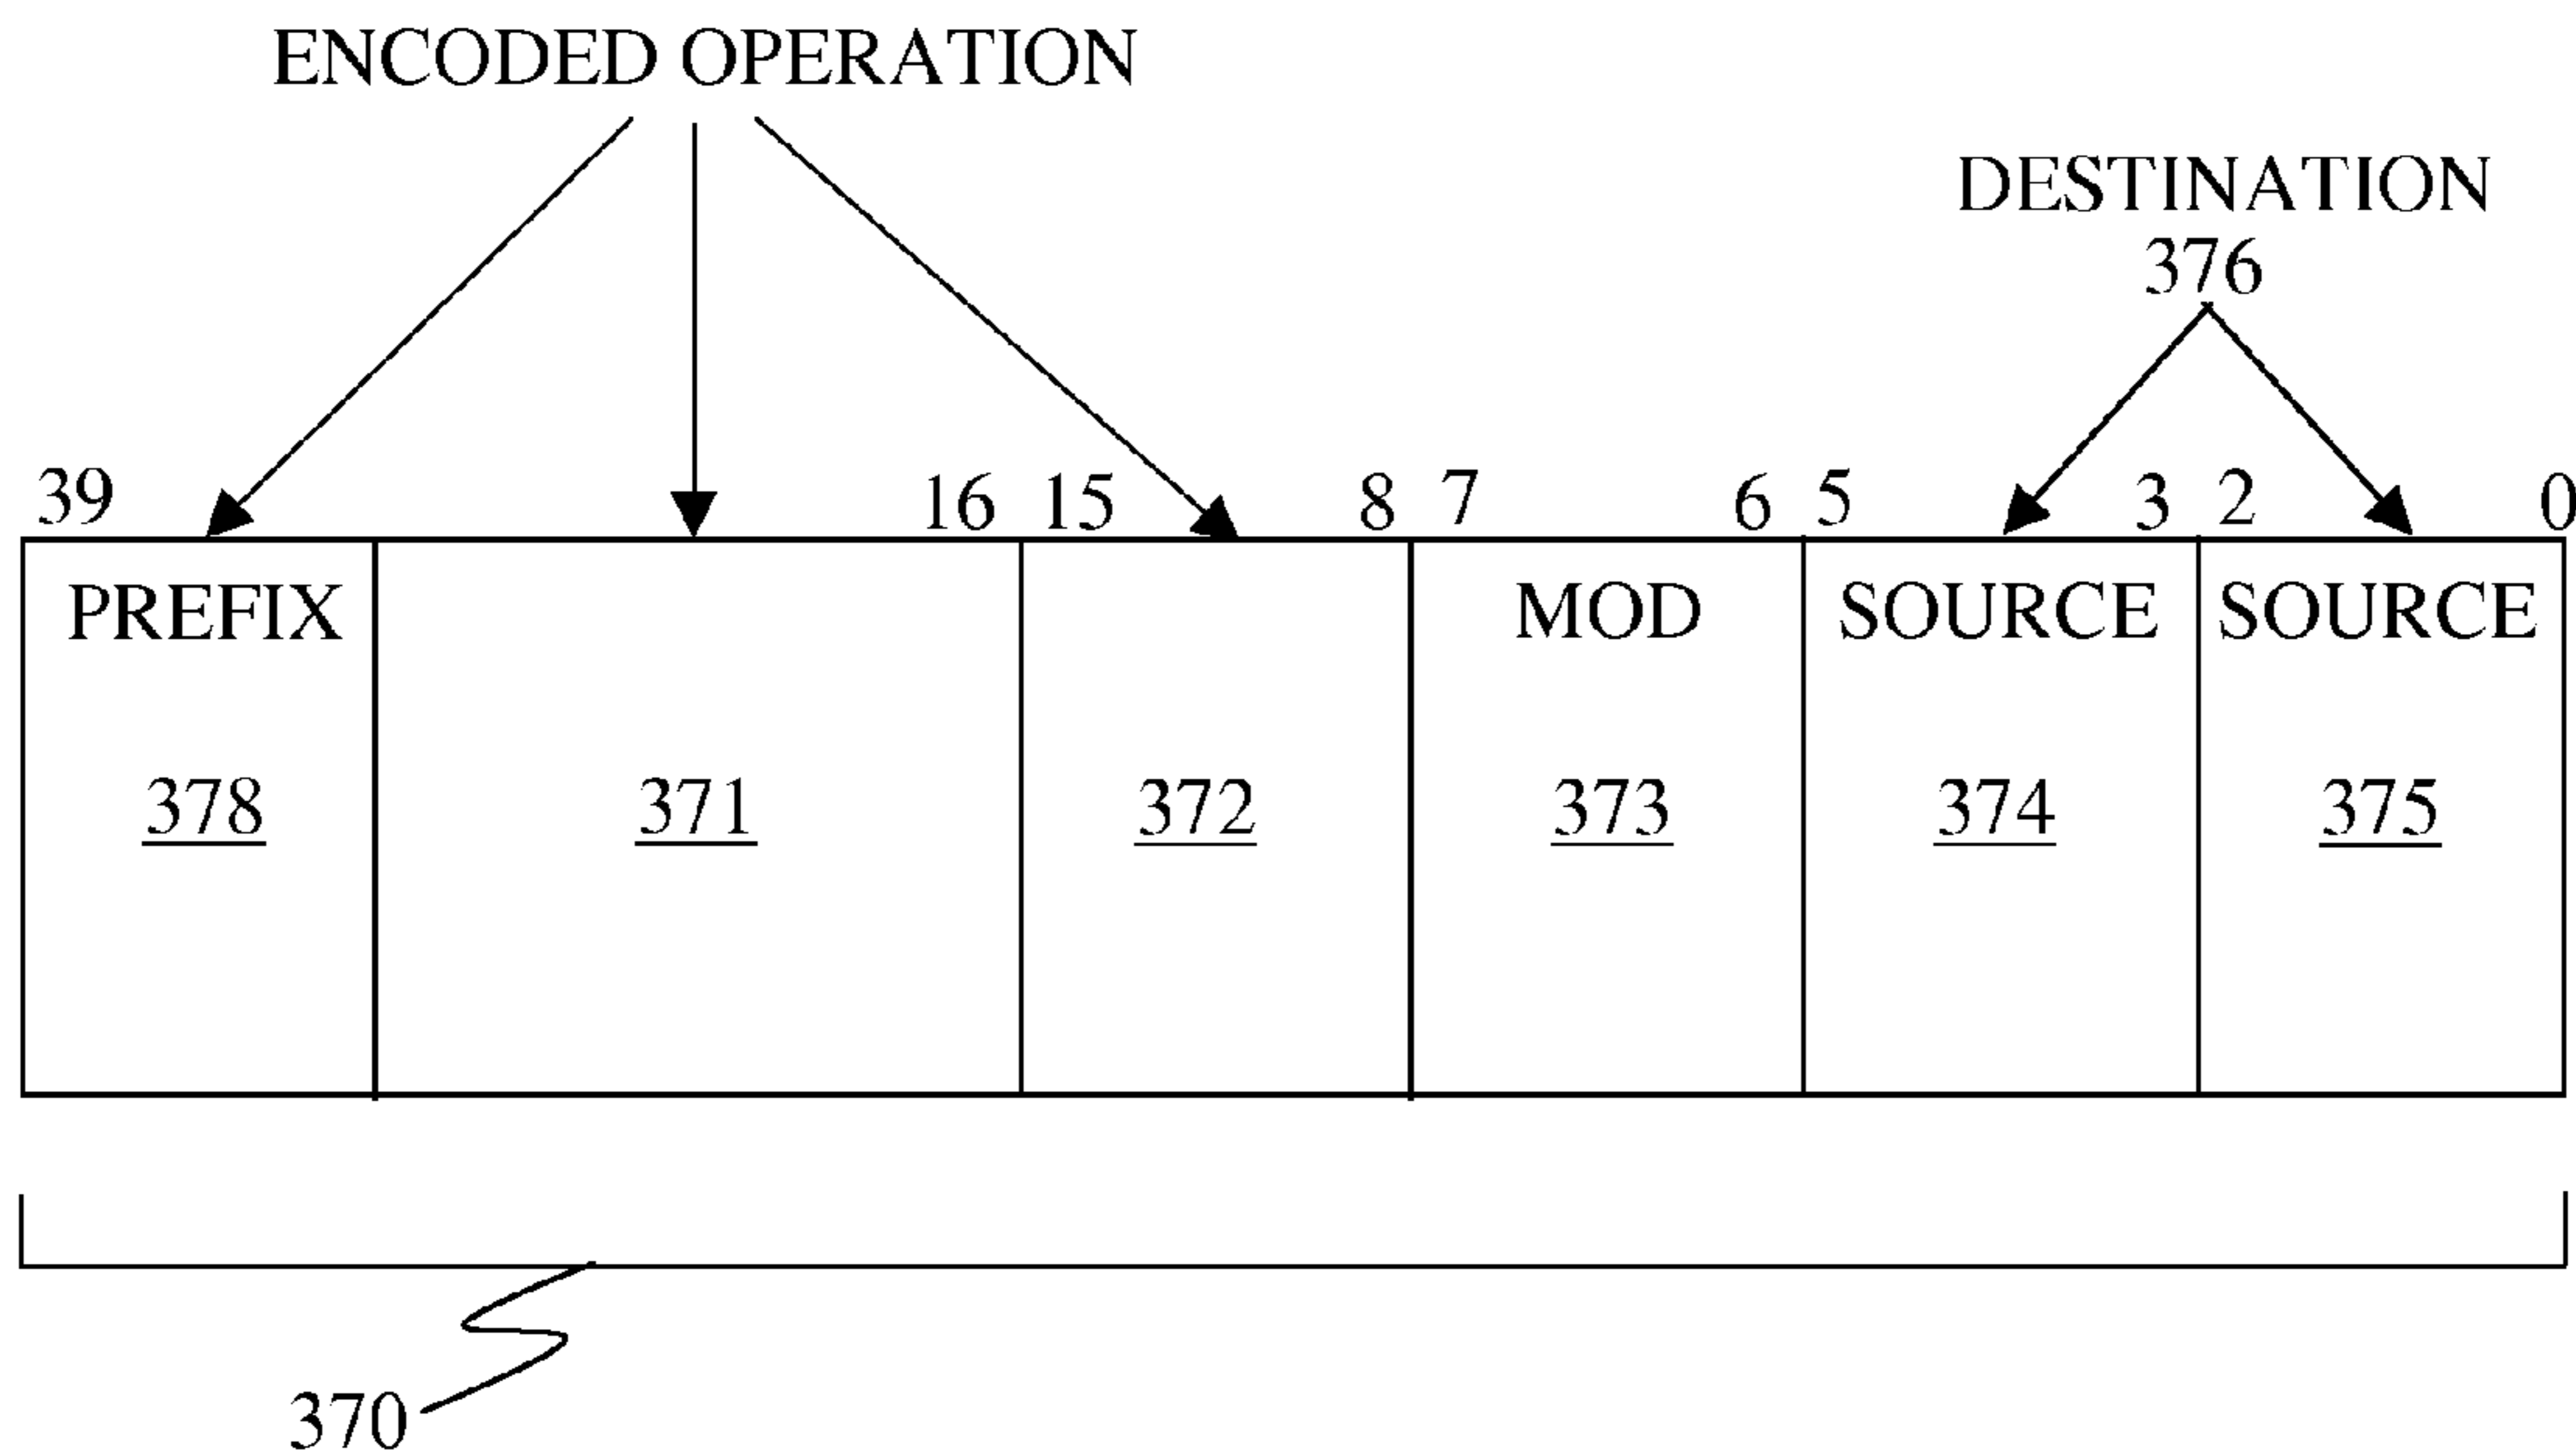 ENCODED OPERATION
DESTINATION
376
39 16 15 8 7 6 5 3 2 0
PREFIX MOD SOURCE SOURCE
378 371 372 373 374 375
370